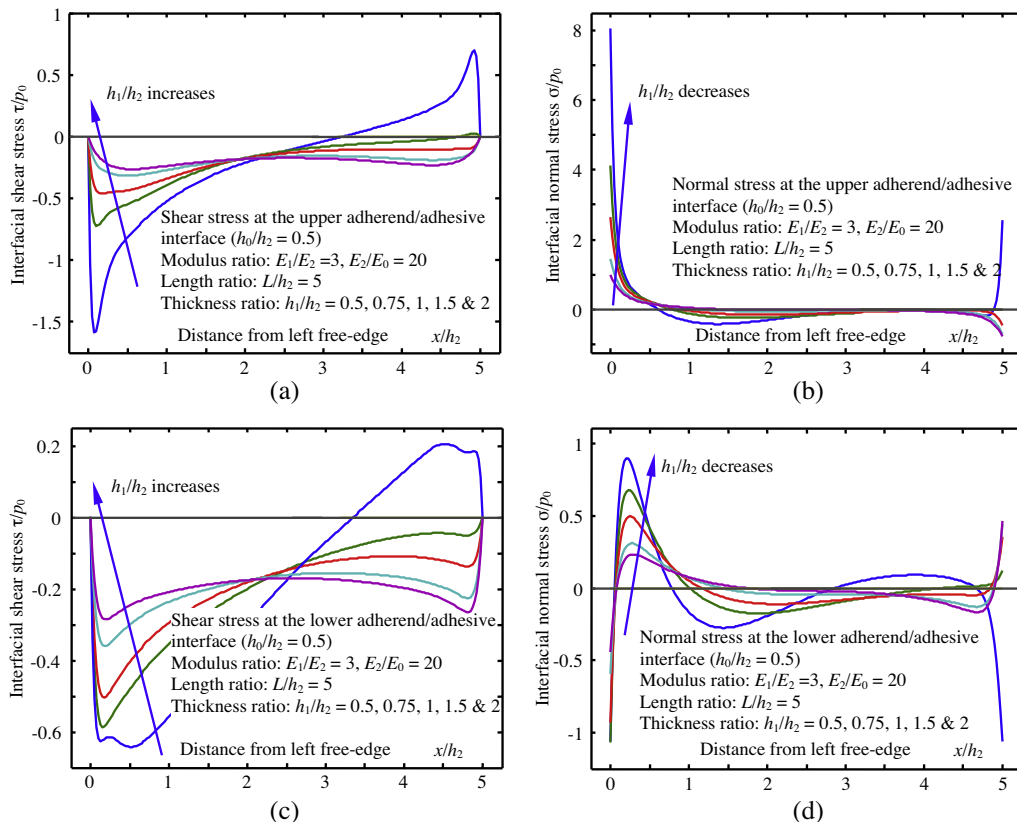 1
0.5
0
-0.5
-1
-1.5
Interfacial shear stress τ/p0
h1/h2 increases
Shear stress at the upper adherend/adhesive
interface (h0/h2 = 0.5)
Modulus ratio: E1/E2 =3, E2/E0 = 20
Length ratio: L/h2 = 5
Thickness ratio: h1/h2 = 0.5, 0.75, 1, 1.5 & 2
Distance from left free-edge x/h2
0 1 2 3 4 5
(a)
8
6
4
2
0
Interfacial normal stress σ/p0
h1/h2 decreases
Normal stress at the upper adherend/adhesive
interface (h0/h2 = 0.5)
Modulus ratio: E1/E2 = 3, E2/E0 = 20
Length ratio: L/h2 = 5
Thickness ratio: h1/h2 = 0.5, 0.75, 1, 1.5 & 2
Distance from left free-edge x/h2
0 1 2 3 4 5
(b)
0.2
0
-0.2
-0.4
-0.6
Interfacial shear stress τ/p0
h1/h2 increases
Shear stress at the lower adherend/adhesive
interface (h0/h2 = 0.5)
Modulus ratio: E1/E2 = 3, E2/E0 = 20
Length ratio: L/h2 = 5
Thickness ratio: h1/h2 = 0.5, 0.75, 1, 1.5 & 2
Distance from left free-edge x/h2
0 1 2 3 4 5
(c)
1
0.5
0
-0.5
-1
Interfacial normal stress σ/p0
h1/h2 decreases
Normal stress at the lower adherend/adhesive
interface (h0/h2 = 0.5)
Modulus ratio: E1/E2 =3, E2/E0 = 20
Length ratio: L/h2 = 5
Thickness ratio: h1/h2 = 0.5, 0.75, 1, 1.5 & 2
Distance from left free-edge x/h2
0 1 2 3 4 5
(d)